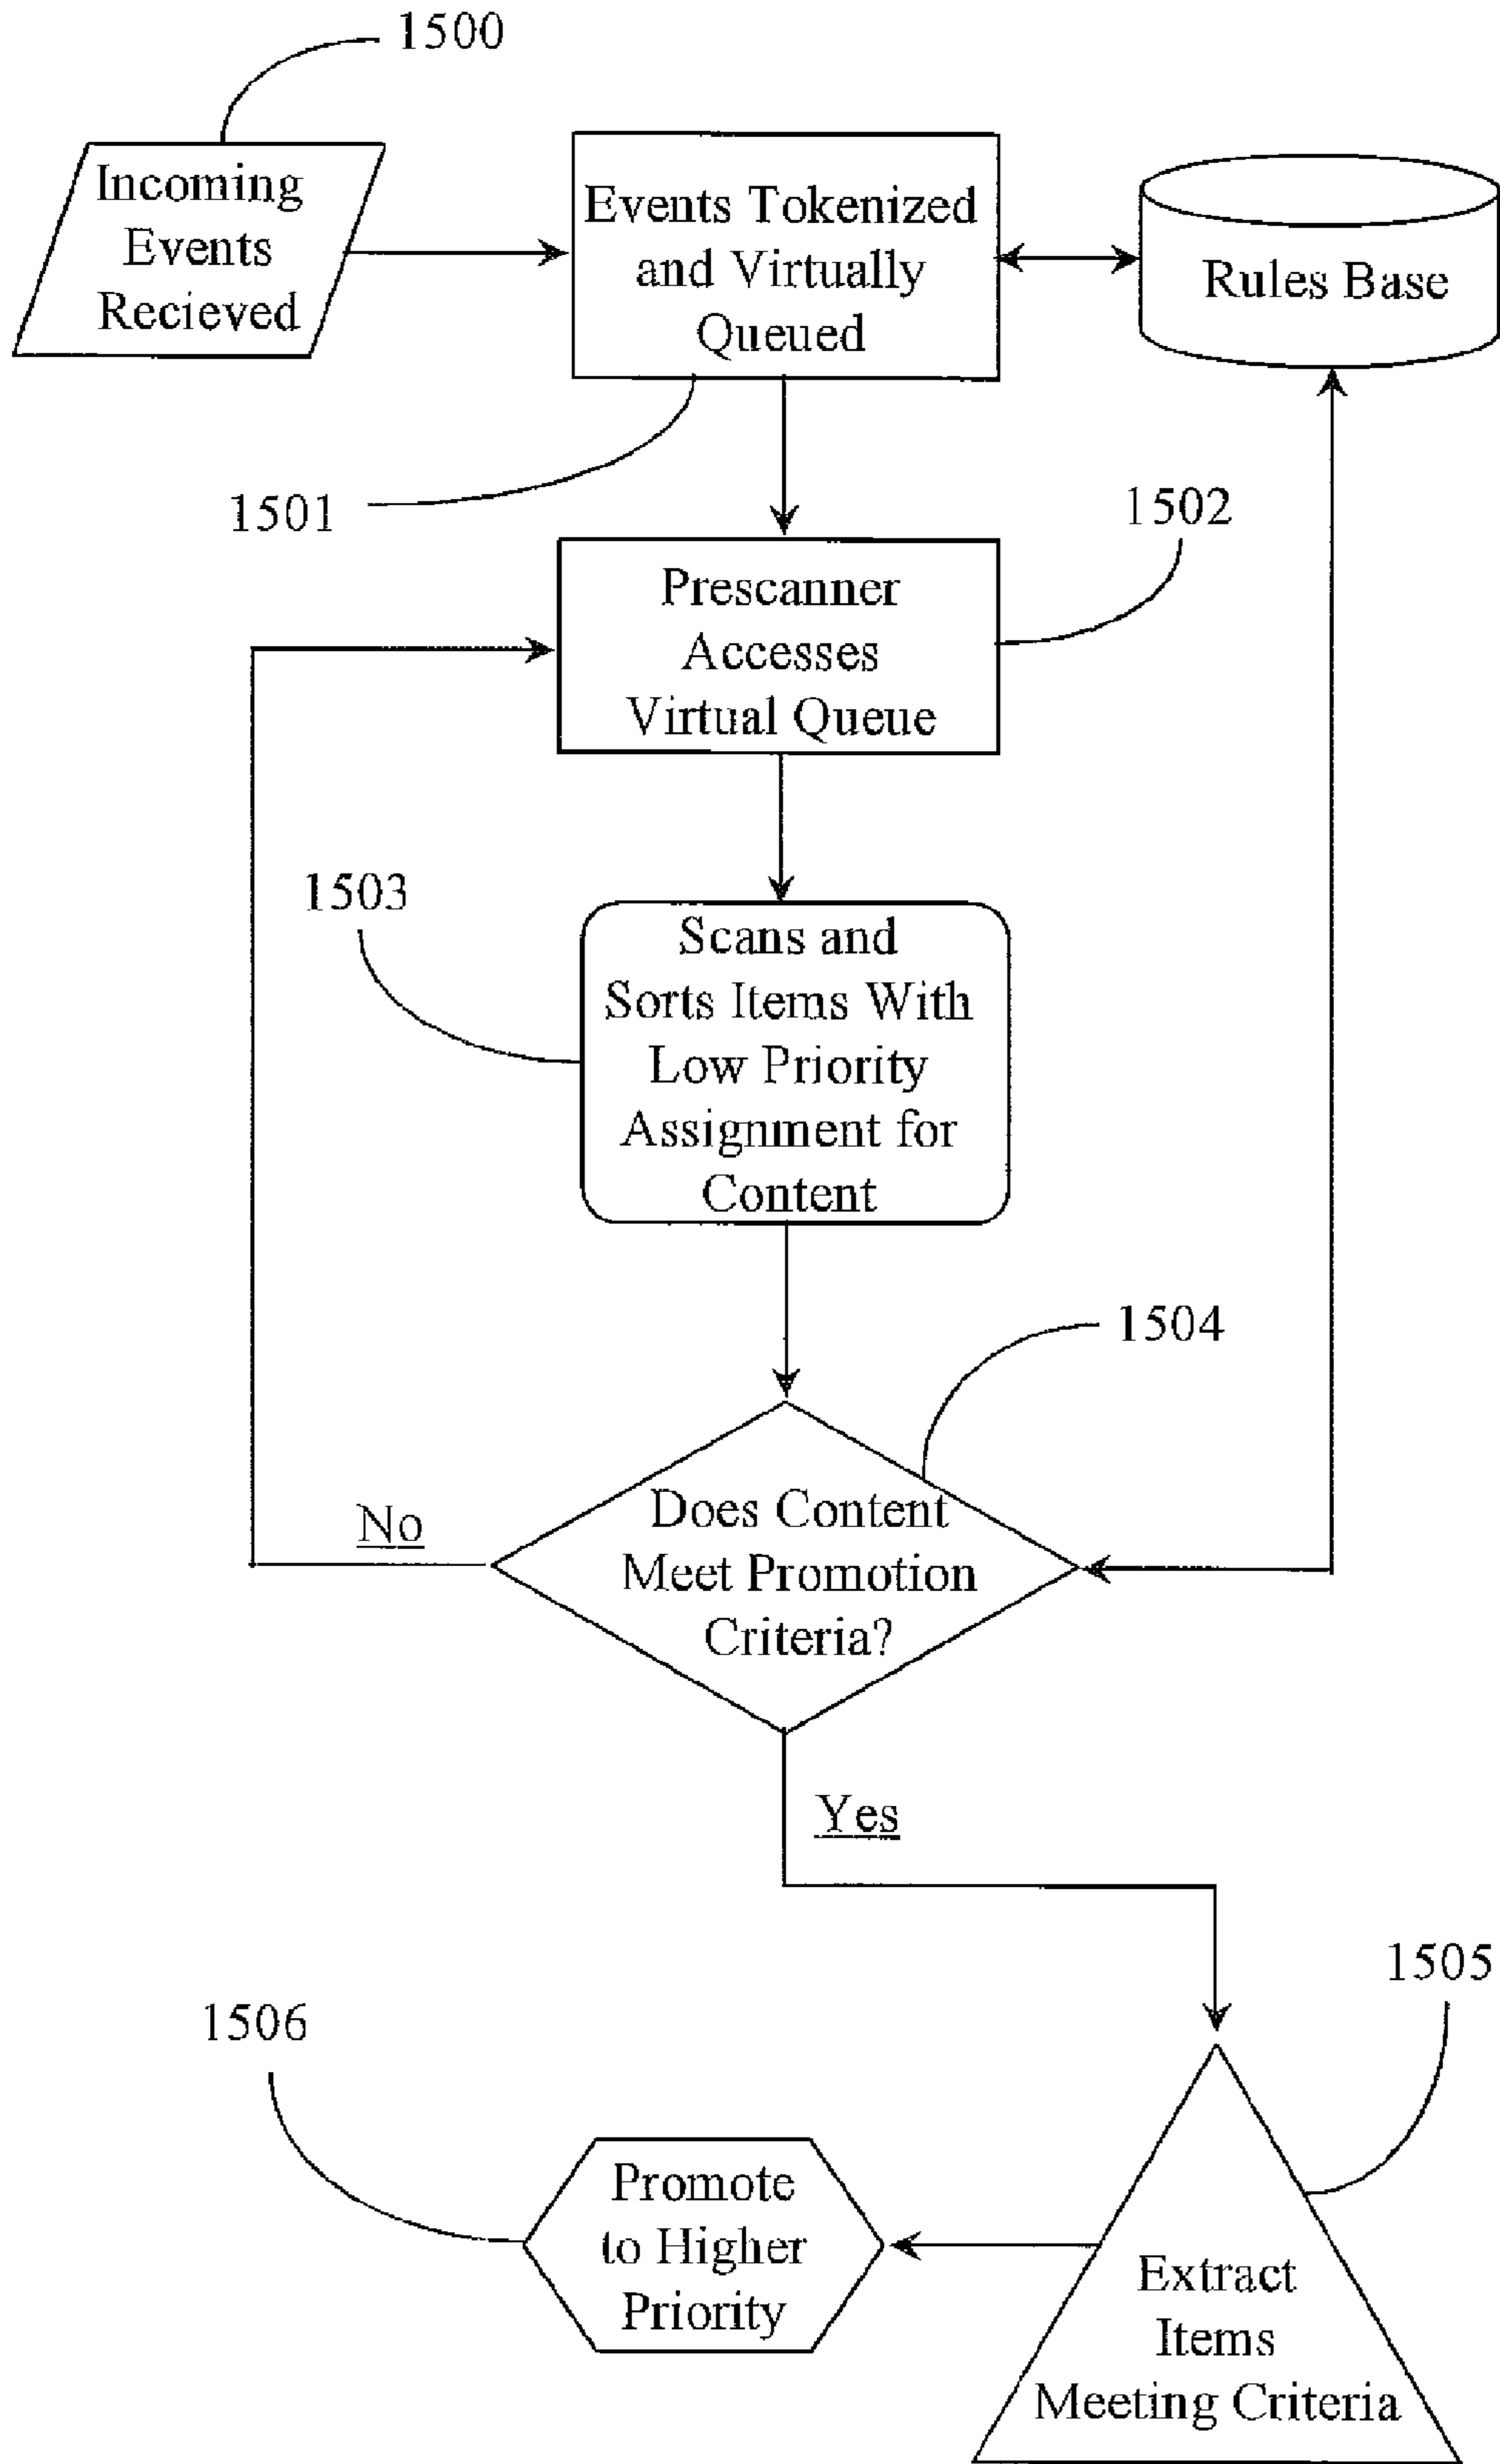 1500
Incoming
Events
Recieved
Events Tokenized
and Virtually
Queued
Rules Base
1501
1502
Prescanner
Accesses
Virtual Queue
1503
Scans and
Sorts Items With
Low Priority
Assignment for
Content
1504
Does Content
Meet Promotion
Criteria?
No
Yes
1505
1506
Promote
to Higher
Priority
Extract
Items
Meeting Criteria